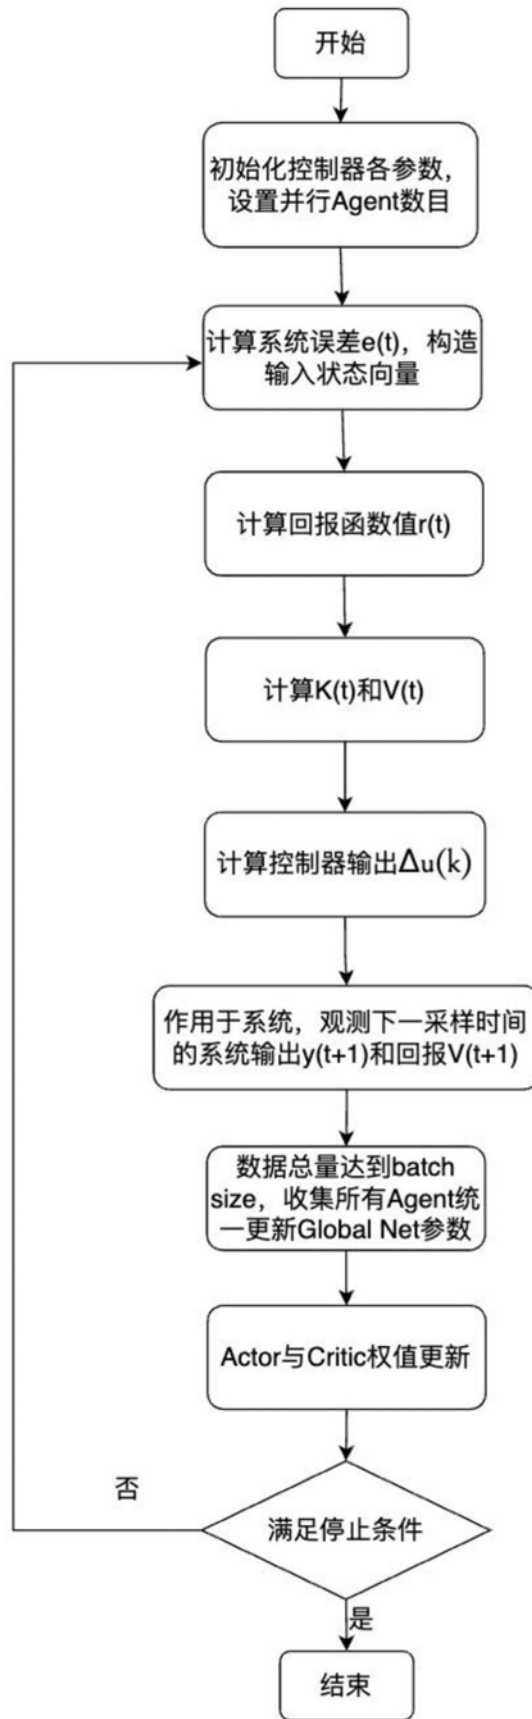 开始
初始化控制器各参数，
设置并行Agent数目
计算系统误差e(t)，构造
输入状态向量
计算回报函数值r(t)
计算K(t)和V(t)
计算控制器输出Δu(k)
作用于系统，观测下一采样时间
的系统输出y(t+1)和回报V(t+1)
数据总量达到batch
size，收集所有Agent统
一更新Global Net参数
Actor与Critic权值更新
否
满足停止条件
是
结束